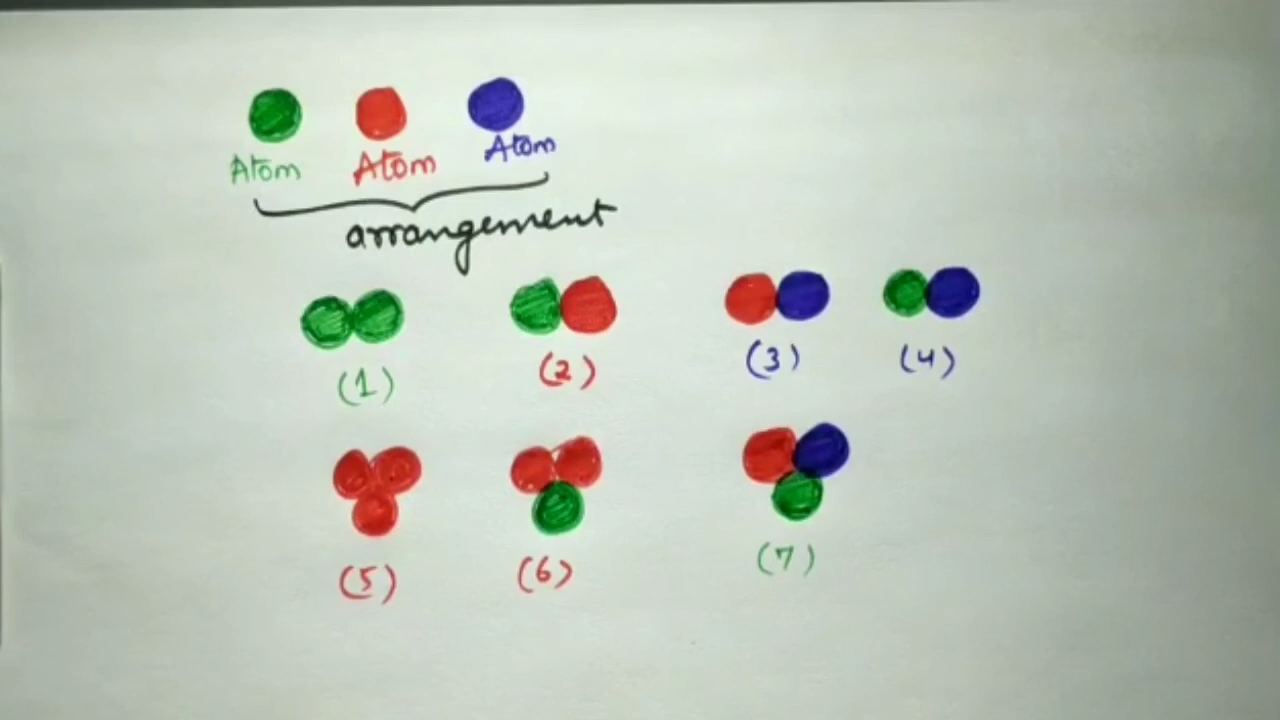 Atom Atom Atom
arrangement
(1) (2) (3) (4)
(5) (6) (7)